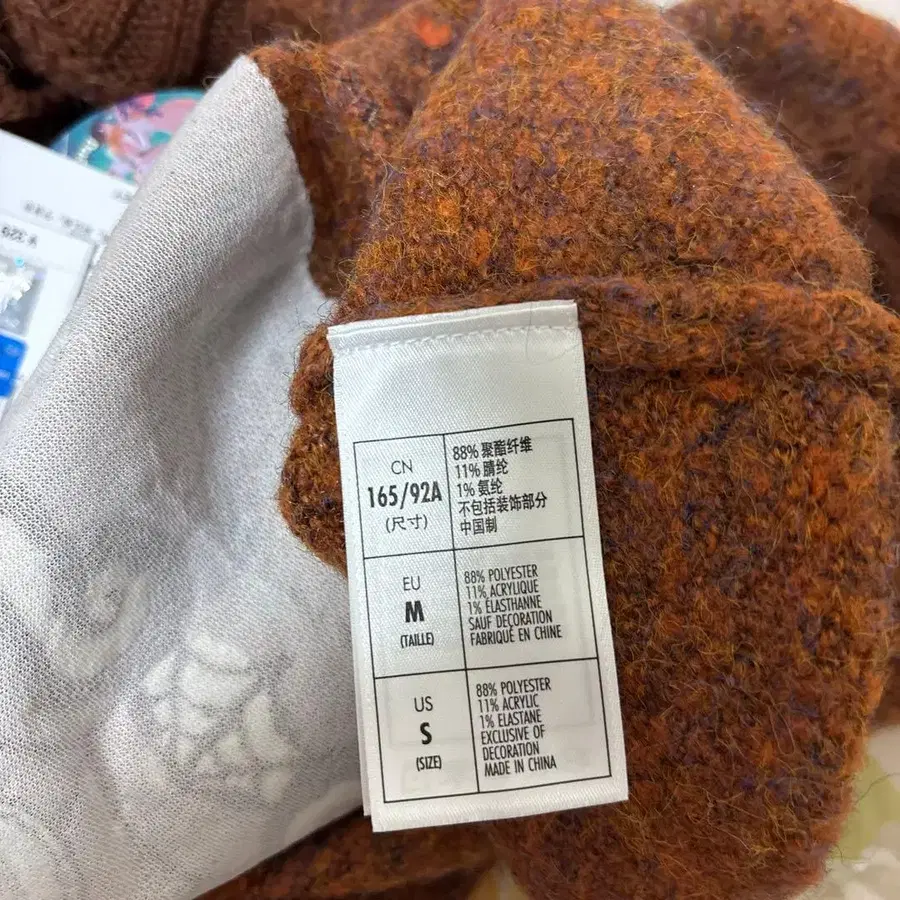 CN
165/92A
(尺寸)
88% 聚酯纤维
11% 腈纶
1% 氨纶
不包括装饰部分
中国制
EU
M
(TAILLE)
88% POLYESTER
11% ACRYLIQUE
1% ÉLASTHANNE
SAUF DECORATION
FABRIQUÉ EN CHINE
US
S
(SIZE)
88% POLYESTER
11% ACRYLIC
1% ELASTANE
EXCLUSIVE OF
DECORATION
MADE IN CHINA